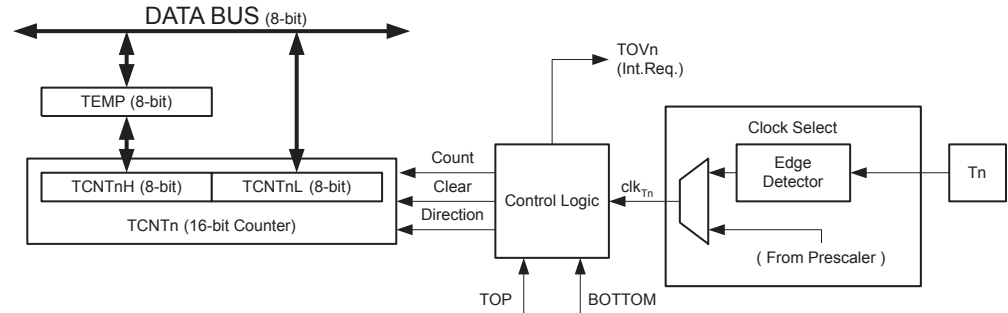 DATA BUS (8-bit)
TEMP (8-bit)
TCNTnH (8-bit) TCNTnL (8-bit)
TCNTn (16-bit Counter)
Count
Clear
Direction
Control Logic
TOVn
(Int.Req.)
TOP
BOTTOM
clkTn
Clock Select
Edge
Detector
( From Prescaler )
Tn